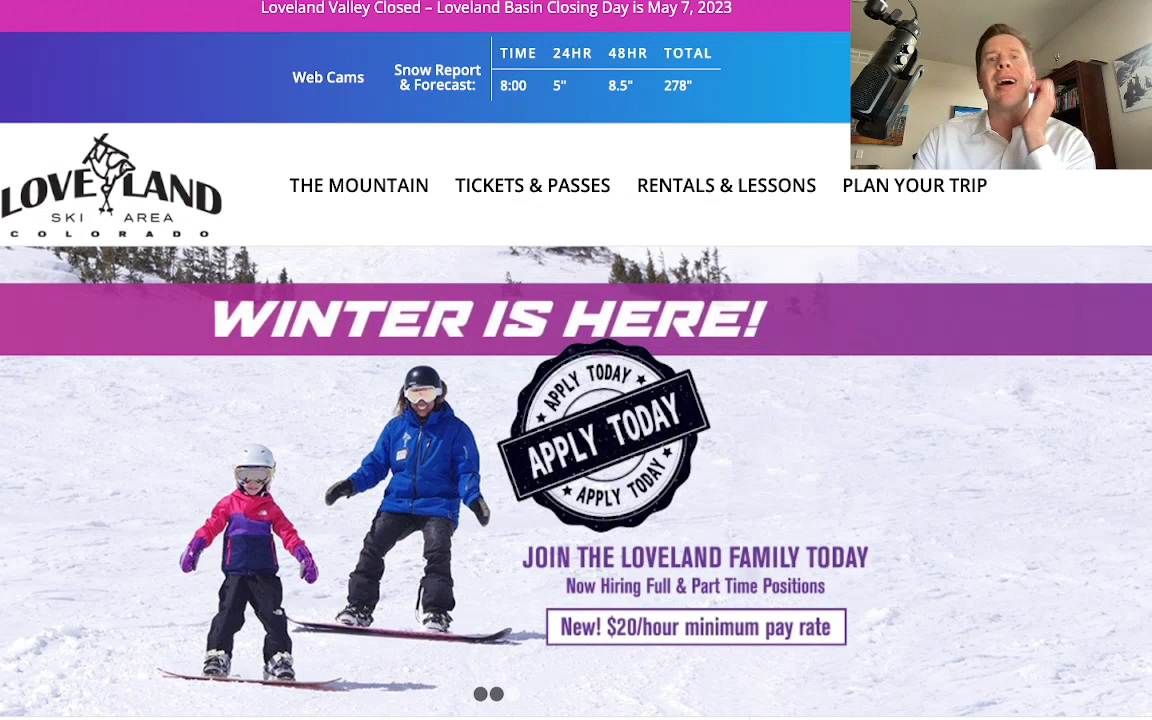 Loveland Valley Closed – Loveland Basin Closing Day is May 7, 2023
Web Cams
Snow Report
& Forecast:
TIME 24HR 48HR TOTAL
8:00 5" 8.5" 278"
LOVELAND
SKI AREA
COLORADO
THE MOUNTAIN TICKETS & PASSES RENTALS & LESSONS PLAN YOUR TRIP
WINTER IS HERE!
APPLY TODAY
APPLY TODAY
APPLY TODAY
JOIN THE LOVELAND FAMILY TODAY
Now Hiring Full & Part Time Positions
New! $20/hour minimum pay rate